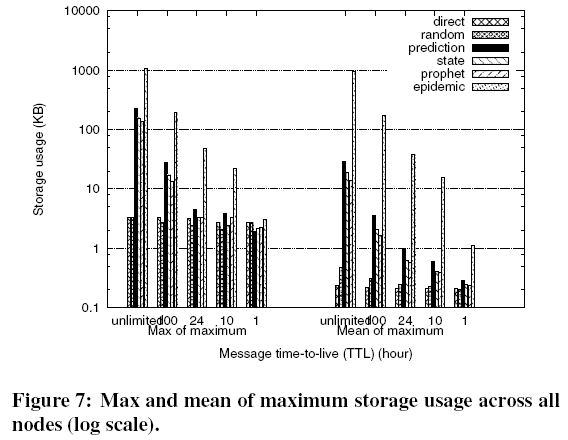 10000
1000
100
10
1
0.1
Storage usage (KB)
direct
random
prediction
state
prophet
epidemic
unlimited 100 24 10 1 unlimited 100 24 10 1
Max of maximum Mean of maximum
Message time-to-live (TTL) (hour)
Figure 7: Max and mean of maximum storage usage across all
nodes (log scale).